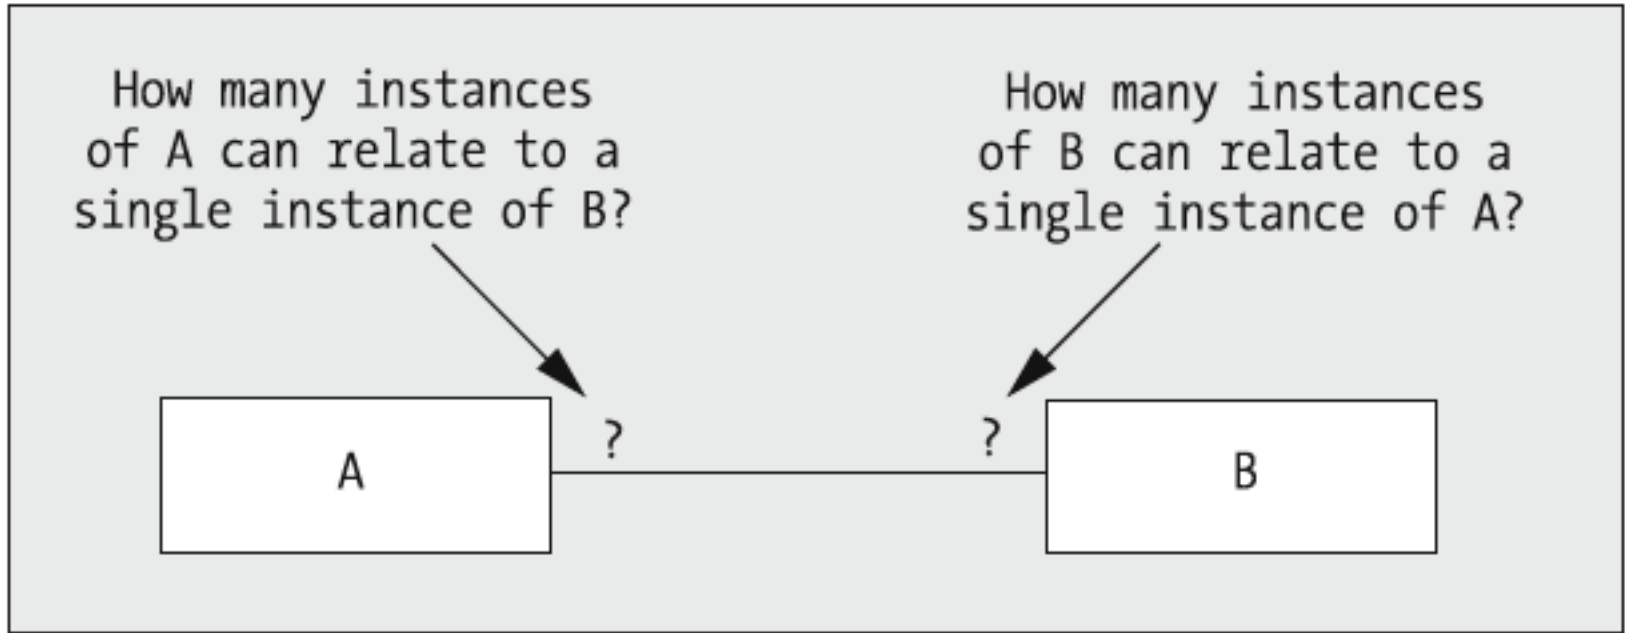 How many instances
of A can relate to a
single instance of B?
How many instances
of B can relate to a
single instance of A?
?
?
A
B